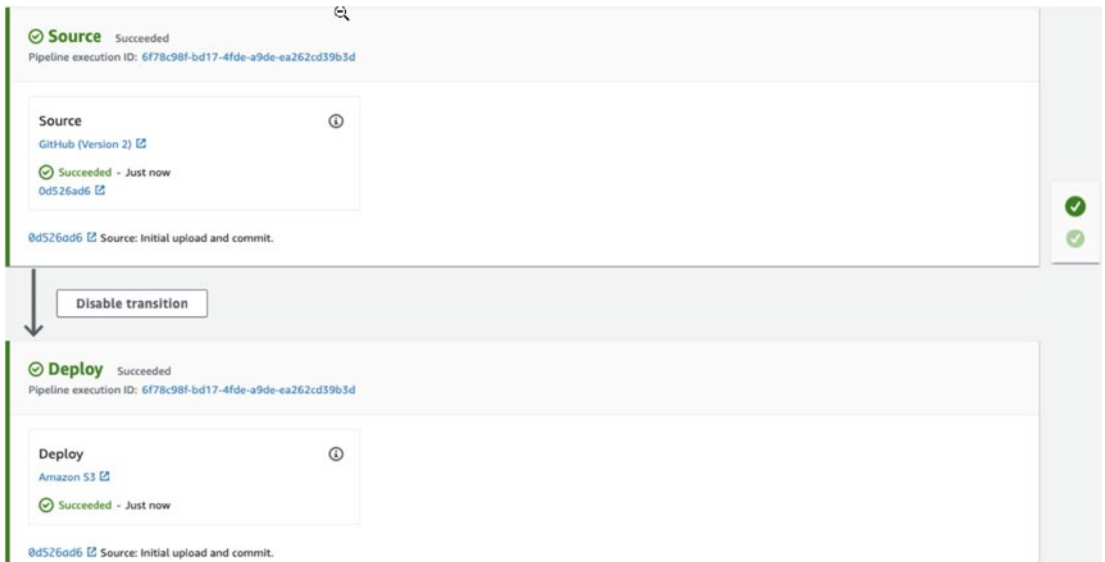 Source Succeeded
Pipeline execution ID: 6f78c98f-bd17-4fde-a9de-ea262cd39b3d
Source
GitHub (Version 2)
Succeeded - Just now
0d526ad6
0d526ad6 Source: Initial upload and commit.
Disable transition
Deploy Succeeded
Pipeline execution ID: 6f78c98f-bd17-4fde-a9de-ea262cd39b3d
Deploy
Amazon S3
Succeeded - Just now
0d526ad6 Source: Initial upload and commit.